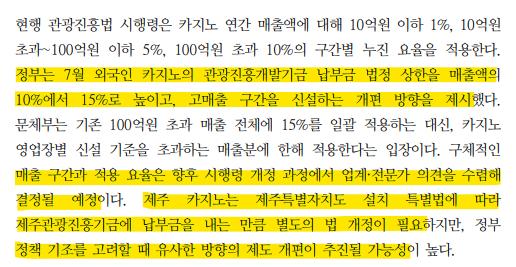 현행 관광진흥법 시행령은 카지노 연간 매출액에 대해 10억원 이하 1%, 10억원
초과~100억원 이하 5%, 100억원 초과 10%의 구간별 누진 요율을 적용한다.
정부는 7월 외국인 카지노의 관광진흥개발기금 납부금 법정 상한을 매출액의
10%에서 15%로 높이고, 고매출 구간을 신설하는 개편 방향을 제시했다.
문체부는 기존 100억원 초과 매출 전체에 15%를 일괄 적용하는 대신, 카지노
영업장별 신설 기준을 초과하는 매출분에 한해 적용한다는 입장이다. 구체적인
매출 구간과 적용 요율은 향후 시행령 개정 과정에서 업계·전문가 의견을 수렴해
결정될 예정이다. 제주 카지노는 제주특별자치도 설치 특별법에 따라
제주관광진흥기금에 납부금을 내는 만큼 별도의 법 개정이 필요하지만, 정부
정책 기조를 고려할 때 유사한 방향의 제도 개편이 추진될 가능성이 높다.